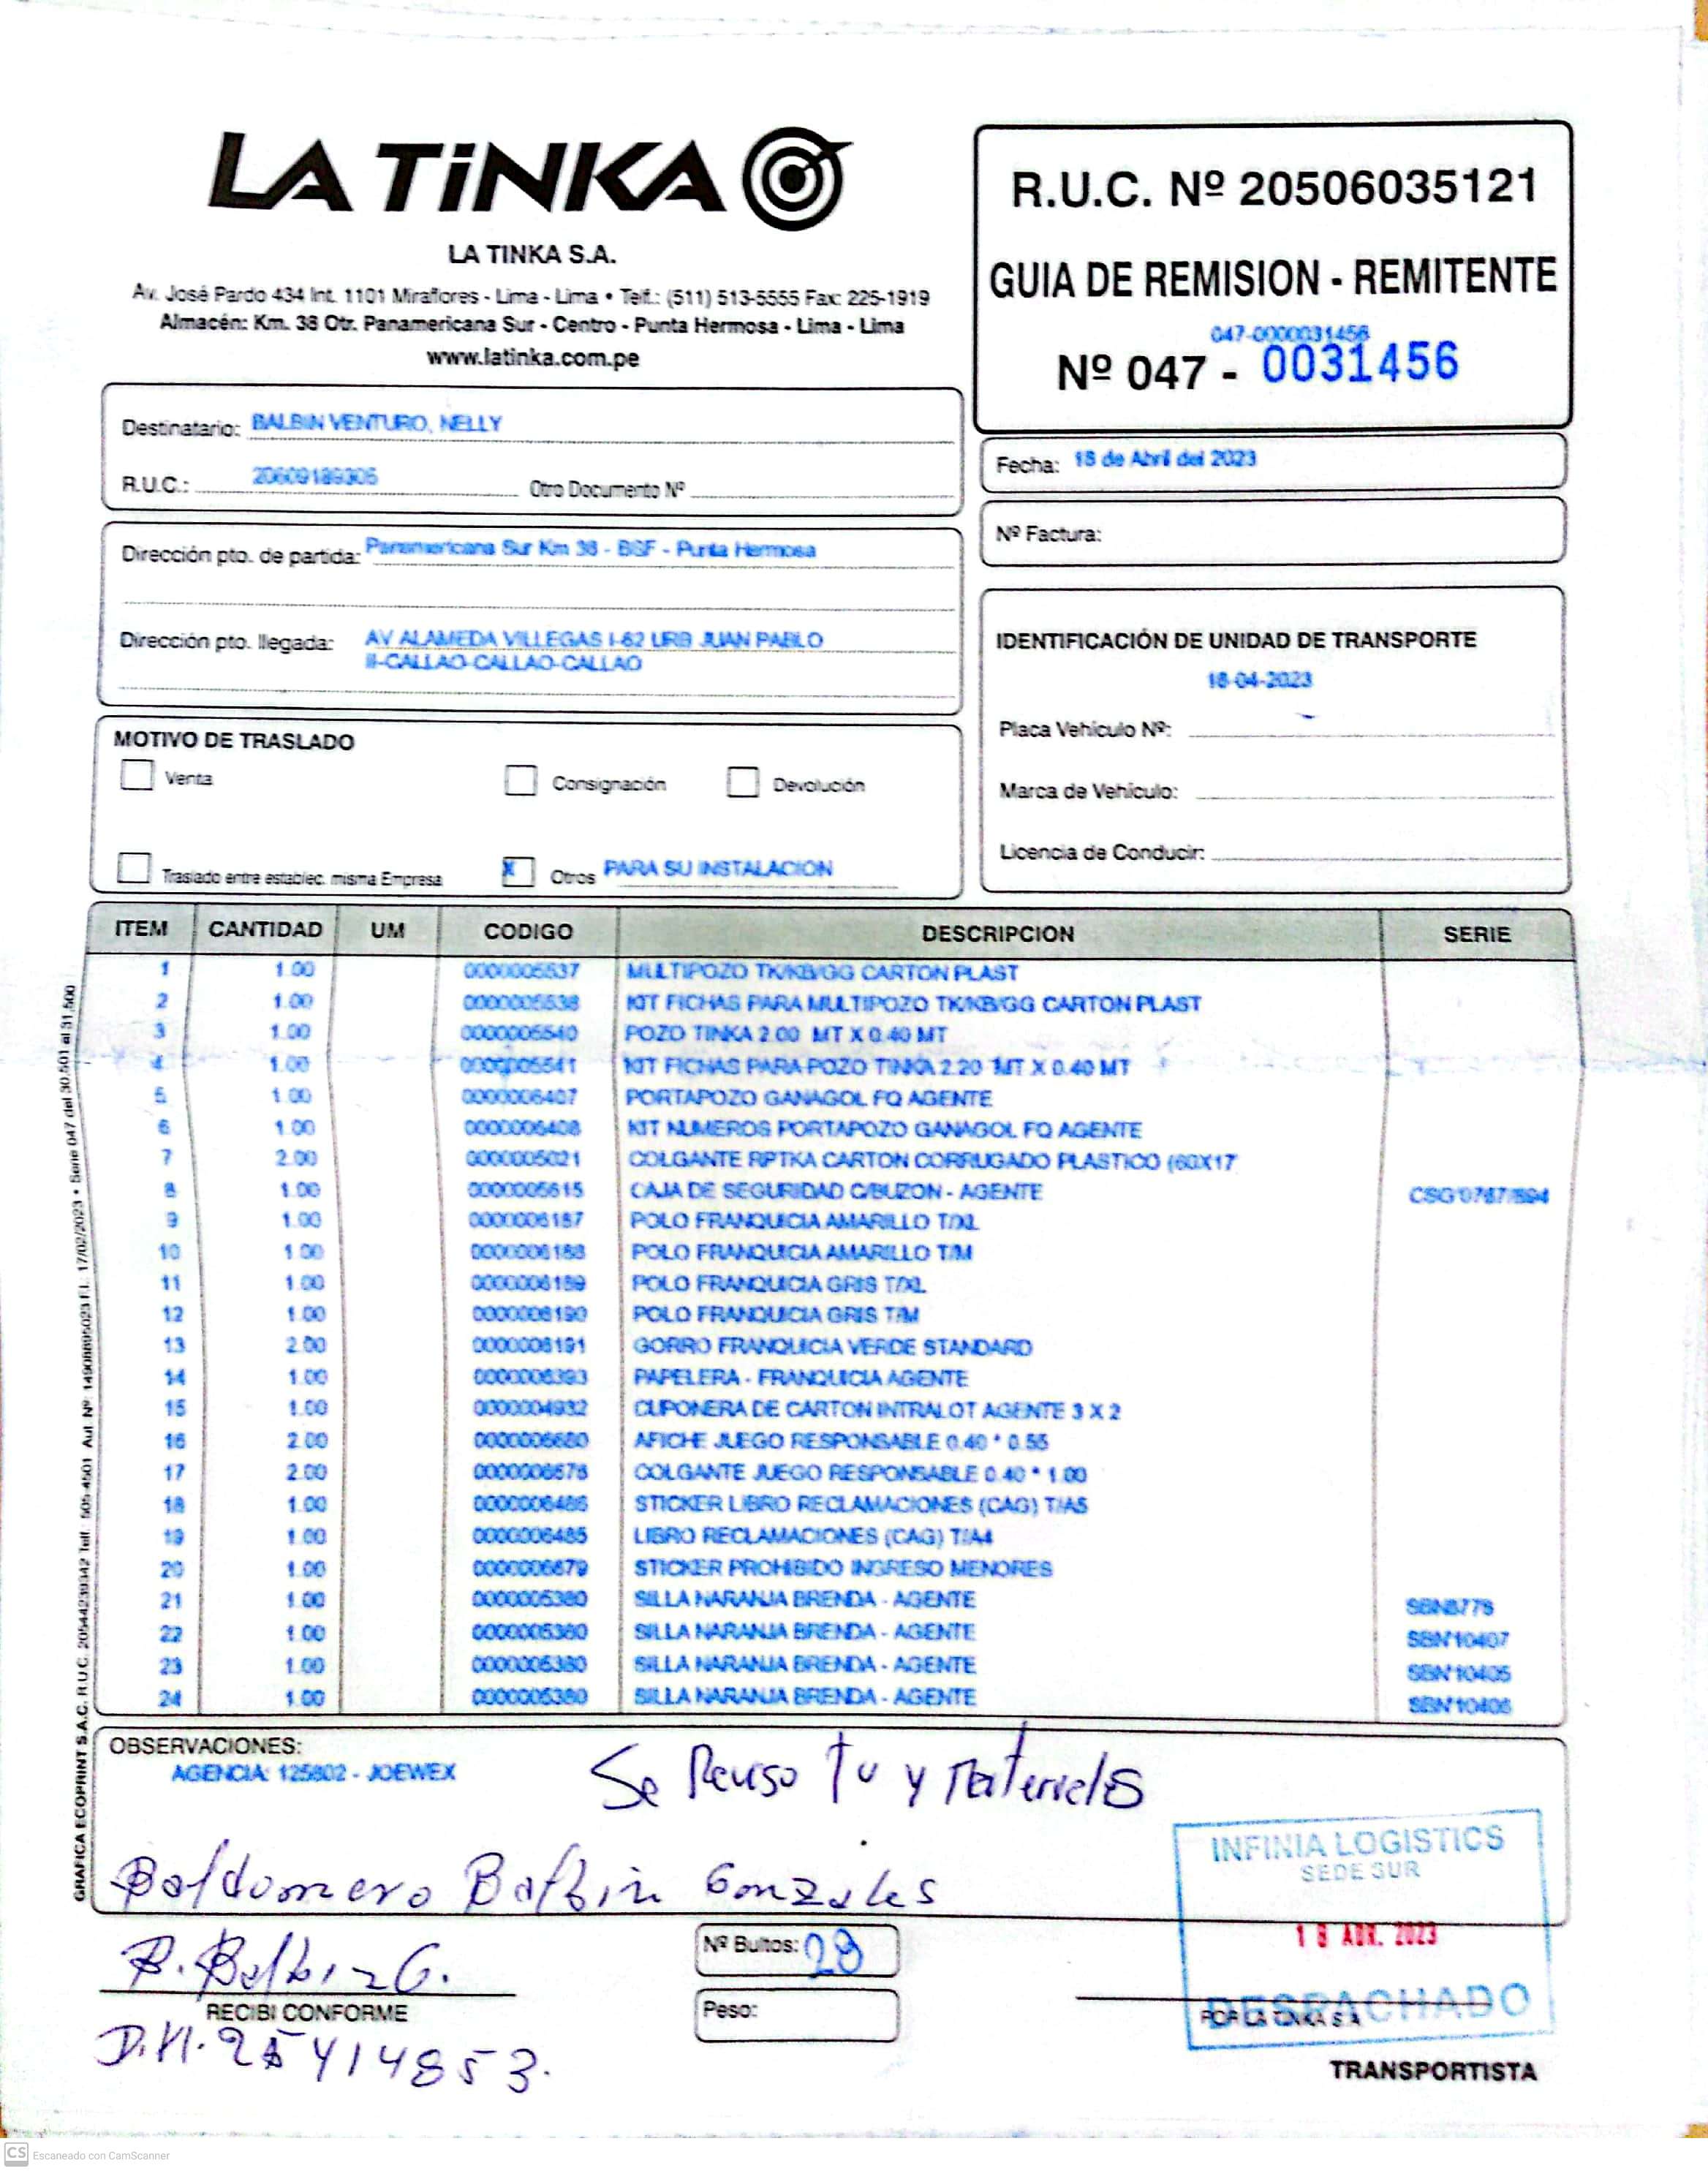 LA TINKA
LA TINKA S.A.
Av. José Pardo 434 Int. 1101 Miraflores - Lima - Lima • Telf.: (511) 513-5555 Fax: 225-1919
Almacén: Km. 38 Otr. Panamericana Sur - Centro - Punta Hermosa - Lima - Lima
www.latinka.com.pe
R.U.C. Nº 20506035121
GUIA DE REMISION - REMITENTE
047-0000031456
Nº 047 - 0031456
Destinatario: BALBIN VENTURO, NELLY
R.U.C.: 20609189305 Otro Documento Nº
Fecha: 18 de Abril del 2023
Nº Factura:
Dirección pto. de partida: Panamericana Sur Km 38 - BSF - Punta Hermosa
Dirección pto. llegada: AV ALAMEDA VILLEGAS I-62 URB JUAN PABLO
II-CALLAO-CALLAO-CALLAO
IDENTIFICACIÓN DE UNIDAD DE TRANSPORTE
18-04-2023
Placa Vehículo Nº:
Marca de Vehículo:
Licencia de Conducir:
MOTIVO DE TRASLADO
Venta Consignación Devolución
Traslado entre establec. misma Empresa X Otros PARA SU INSTALACION
ITEM CANTIDAD UM CODIGO DESCRIPCION SERIE
1 1.00 0000005537 MULTIPOZO TK/KB/GG CARTON PLAST
2 1.00 0000005538 KIT FICHAS PARA MULTIPOZO TK/KB/GG CARTON PLAST
3 1.00 0000005540 POZO TINKA 2.00 MT X 0.40 MT
4 1.00 0000005541 KIT FICHAS PARA POZO TINKA 2.20 MT X 0.40 MT
5 1.00 0000006407 PORTAPOZO GANAGOL FQ AGENTE
6 1.00 0000006408 KIT NUMEROS PORTAPOZO GANAGOL FQ AGENTE
7 2.00 0000005021 COLGANTE RPTKA CARTON CORRUGADO PLASTICO (60X17
8 1.00 0000005615 CAJA DE SEGURIDAD C/BUZON - AGENTE CSG'0767/894
9 1.00 0000006187 POLO FRANQUICIA AMARILLO T/XL
10 1.00 0000006188 POLO FRANQUICIA AMARILLO T/M
11 1.00 0000006189 POLO FRANQUICIA GRIS T/XL
12 1.00 0000006190 POLO FRANQUICIA GRIS T/M
13 2.00 0000006191 GORRO FRANQUICIA VERDE STANDARD
14 1.00 0000006393 PAPELERA - FRANQUICIA AGENTE
15 1.00 0000004932 CUPONERA DE CARTON INTRALOT AGENTE 3 X 2
16 2.00 0000006680 AFICHE JUEGO RESPONSABLE 0.40 * 0.55
17 2.00 0000006678 COLGANTE JUEGO RESPONSABLE 0.40 * 1.00
18 1.00 0000006486 STICKER LIBRO RECLAMACIONES (CAG) T/A5
19 1.00 0000006485 LIBRO RECLAMACIONES (CAG) T/A4
20 1.00 0000006679 STICKER PROHIBIDO INGRESO MENORES
21 1.00 0000005380 SILLA NARANJA BRENDA - AGENTE SBN8778
22 1.00 0000005380 SILLA NARANJA BRENDA - AGENTE SBN'10407
23 1.00 0000005380 SILLA NARANJA BRENDA - AGENTE SBN'10405
24 1.00 0000005380 SILLA NARANJA BRENDA - AGENTE SBN'10406
GRAFICA ECOPRINT S.A.C. R.U.C. 20544239342 Telf: 505-4501 Aut. Nº 1490889502
3 F.I.: 17/02/2023 • Serie 047 del 30,501 al 31,500
OBSERVACIONES:
AGENCIA: 125802 - JOEWEX
Se Reviso Tv y Materiales
Baldomero Balbin Gonzales
INFINIA LOGISTICS
SEDE SUR
18 ABR. 2023
DESPACHADO
B. Balbin G.
RECIBI CONFORME
D.N.I. 25414853.
Nº Bultos: 28
Peso:
POR LA TINKA S A
TRANSPORTISTA
CS Escaneado con CamScanner